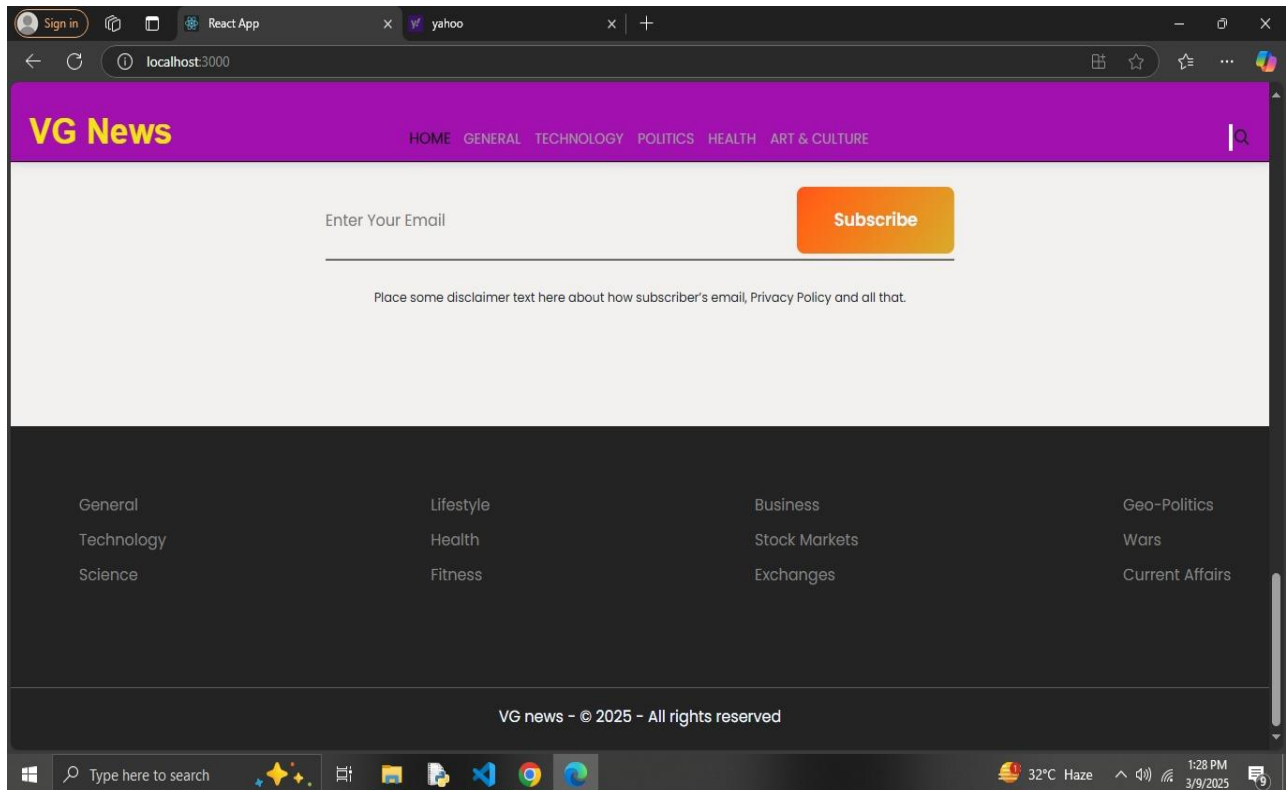 Sign in React App yahoo
localhost:3000
VG News HOME GENERAL TECHNOLOGY POLITICS HEALTH ART & CULTURE
Enter Your Email Subscribe
Place some disclaimer text here about how subscriber's email, Privacy Policy and all that.
General Lifestyle Business Geo-Politics
Technology Health Stock Markets Wars
Science Fitness Exchanges Current Affairs
VG news - © 2025 - All rights reserved
Type here to search 32°C Haze 1:28 PM
3/9/2025 9